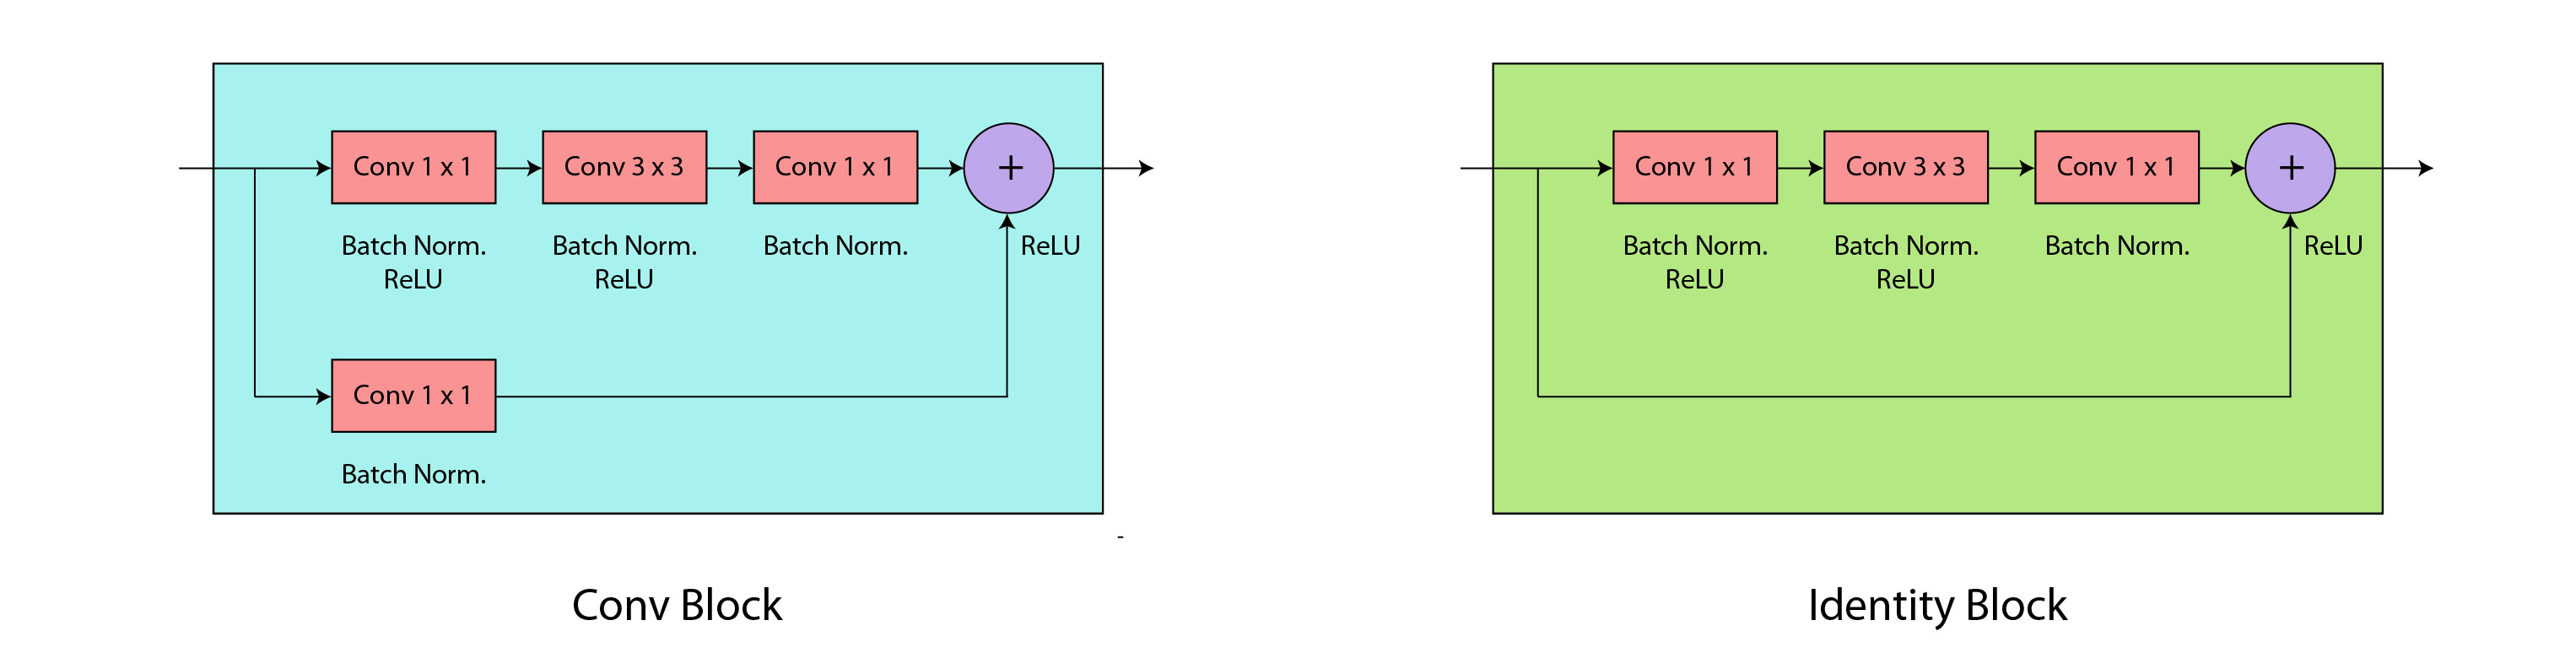 Conv 1 x 1
Conv 3 x 3
Conv 1 x 1
+
Batch Norm.
ReLU
Batch Norm.
ReLU
Batch Norm.
ReLU
Conv 1 x 1
Batch Norm.
-
Conv Block
Conv 1 x 1
Conv 3 x 3
Conv 1 x 1
+
Batch Norm.
ReLU
Batch Norm.
ReLU
Batch Norm.
ReLU
Identity Block